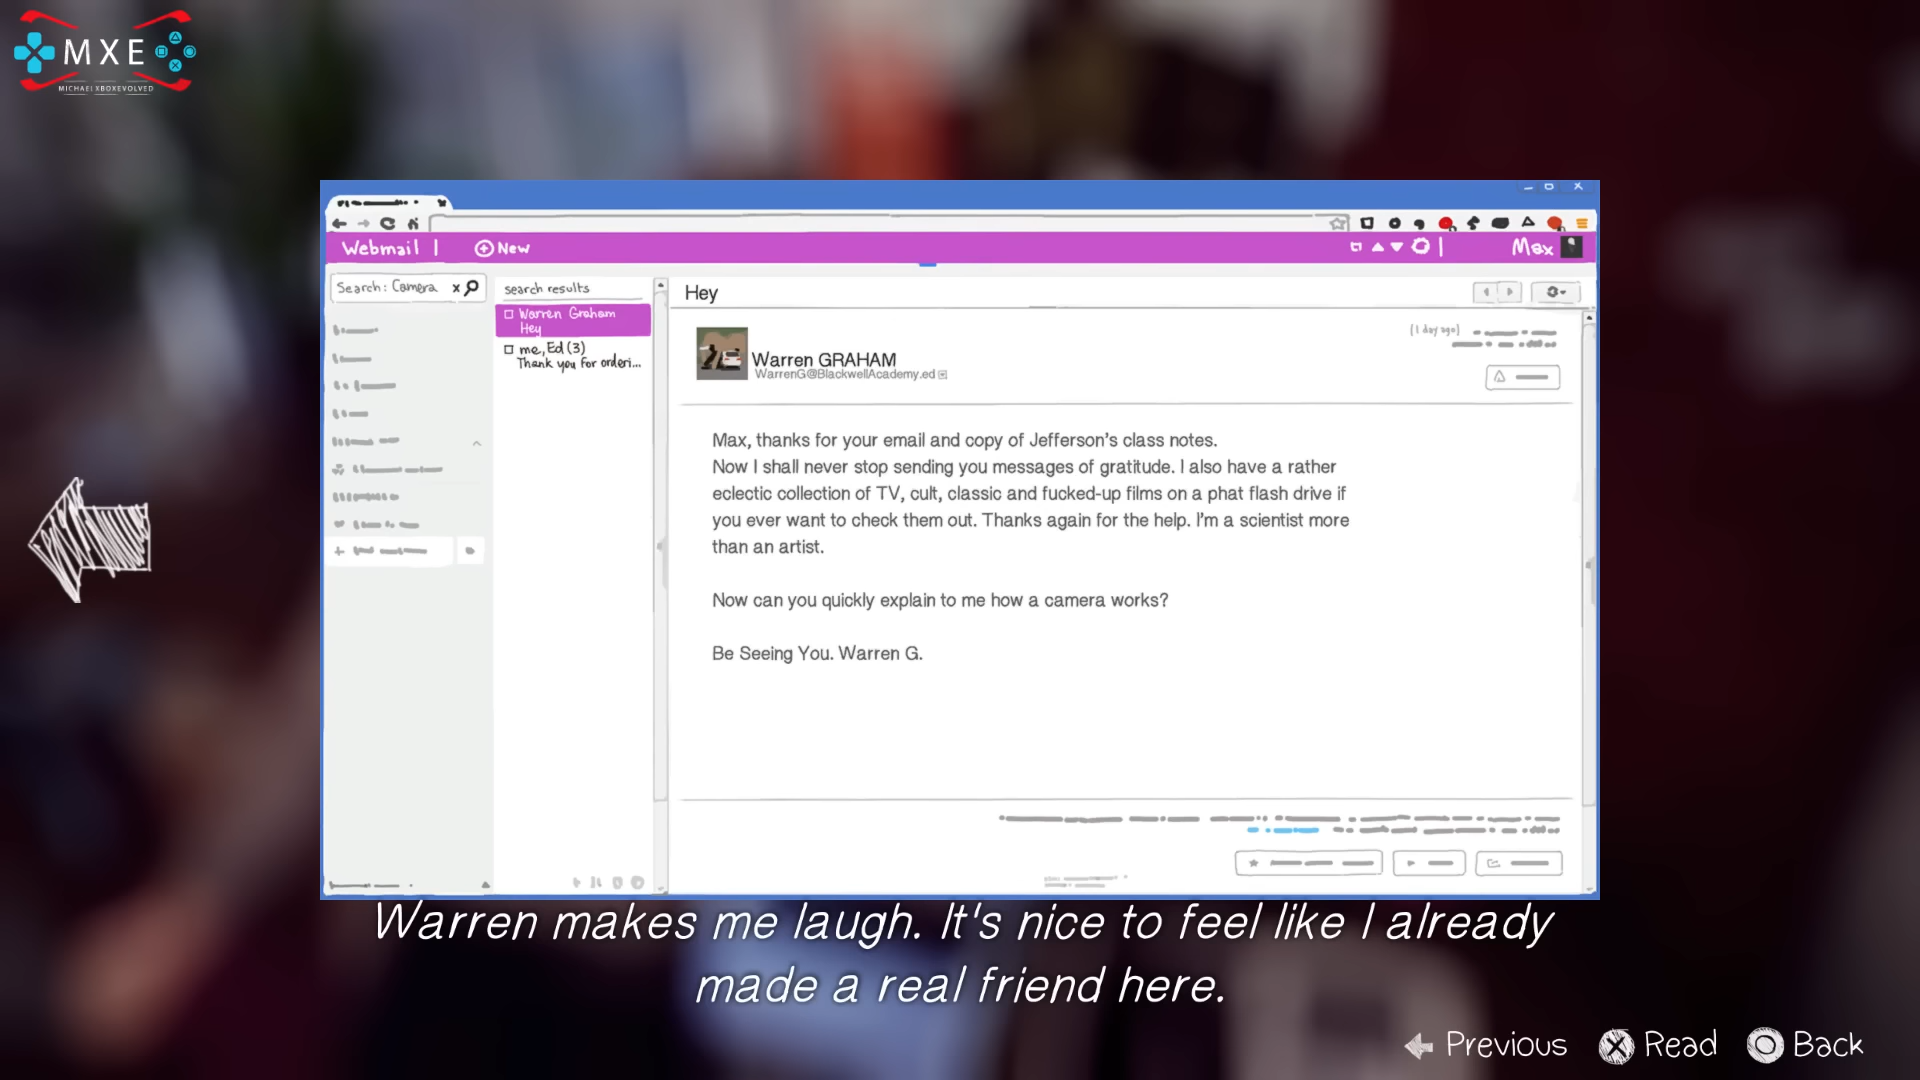 MXE
MICHAELXBOXEVOLVED
Webmail |
New
Max
Search: Camera x
search results
Hey
Warren Graham
Hey
[1 day ago]
me, Ed (3)
Thank you for orderi...
Warren GRAHAM
WarrenG@BlackwellAcademy.ed
Max, thanks for your email and copy of Jefferson's class notes.
Now I shall never stop sending you messages of gratitude. I also have a rather
eclectic collection of TV, cult, classic and fucked-up films on a phat flash drive if
you ever want to check them out. Thanks again for the help. I'm a scientist more
than an artist.
Now can you quickly explain to me how a camera works?
Be Seeing You. Warren G.
Warren makes me laugh. It's nice to feel like I already
made a real friend here.
Previous
Read
Back